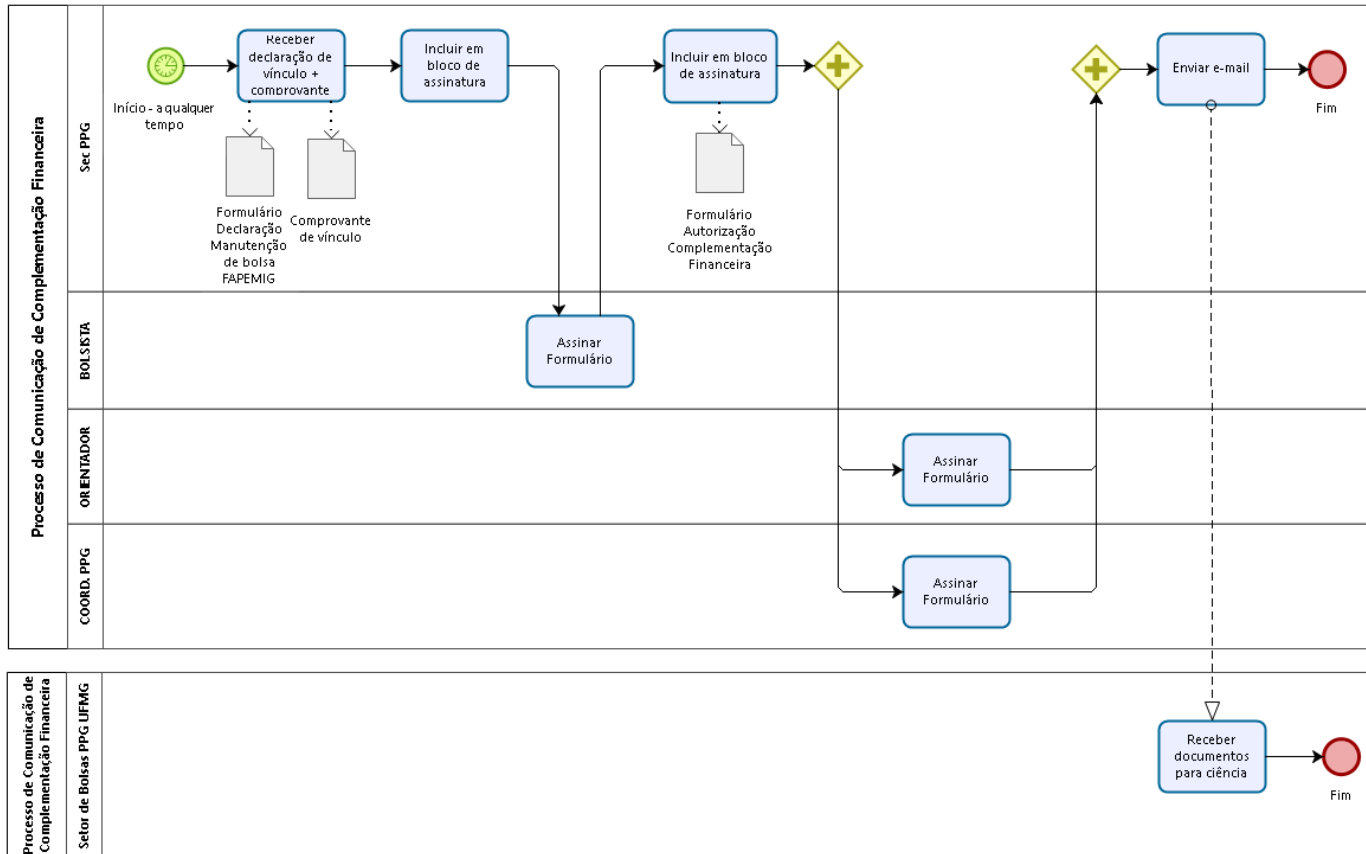 Processo de Comunicação de Complementação Financeira
Sec PPG
Início - a qualquer
tempo
Receber
declaração de
vínculo +
comprovante
Formulário
Declaração
Manutenção
de bolsa
FAPEMIG
Comprovante
de vínculo
Incluir em
bloco de
assinatura
Incluir em bloco
de assinatura
Formulário
Autorização
Complementação
Financeira
Enviar e-mail
Fim
BOLSISTA
Assinar
Formulário
ORIENTADOR
Assinar
Formulário
COORD. PPG
Assinar
Formulário
Processo de Comunicação de
Complementação Financeira
Setor de Bolsas PPG UFMG
Receber
documentos
para ciência
Fim